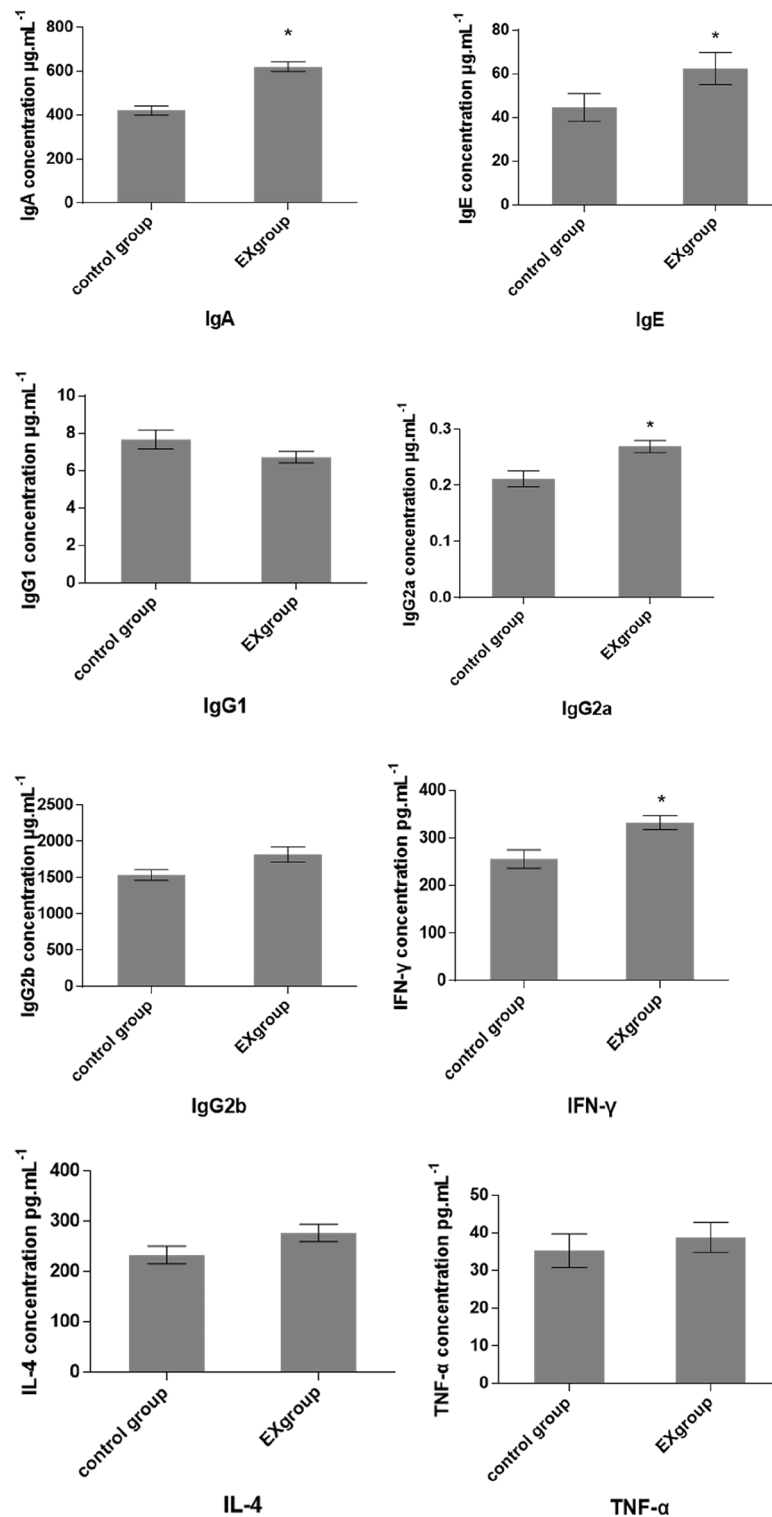 IgA concentration µg.mL-1
800
600
400
200
0
*
control group
EXgroup
IgA
IgE concentration µg.mL-1
80
60
40
20
0
*
control group
EXgroup
IgE
IgG1 concentration µg.mL-1
10
8
6
4
2
0
control group
EXgroup
IgG1
IgG2a concentration µg.mL-1
0.3
0.2
0.1
0.0
*
control group
EXgroup
IgG2a
IgG2b concentration µg.mL-1
2500
2000
1500
1000
500
0
control group
EXgroup
IgG2b
IFN-γ concentration pg.mL-1
400
300
200
100
0
*
control group
EXgroup
IFN-γ
IL-4 concentration pg.mL-1
400
300
200
100
0
control group
EXgroup
IL-4
TNF-α concentration pg.mL-1
50
40
30
20
10
0
control group
EXgroup
TNF-α